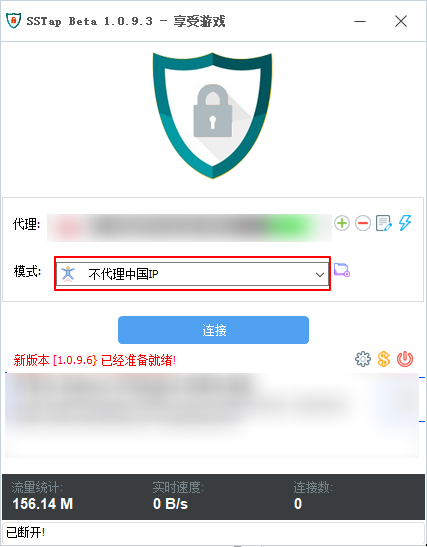 SSTap Beta 1.0.9.3 - 享受游戏
代理:
模式: 不代理中国IP
连接
新版本 [1.0.9.6} 已经准备就绪!
流量统计: 实时速度: 连接数:
156.14 M 0 B/s 0
已断开!